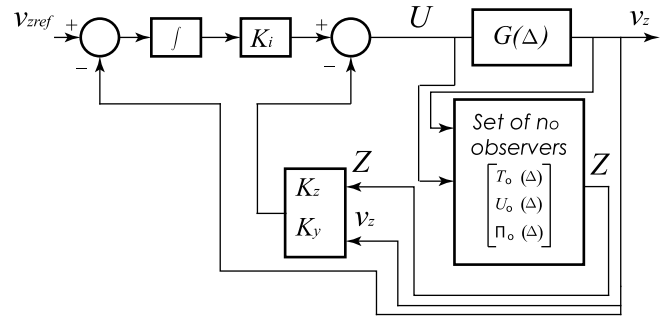 v_zref
+
−
∫
K_i
+
−
U
G(Δ)
v_z
Set of n_o
observers
T_o (Δ)
U_o (Δ)
Π_o (Δ)
Z
Z
K_z
v_z
K_y